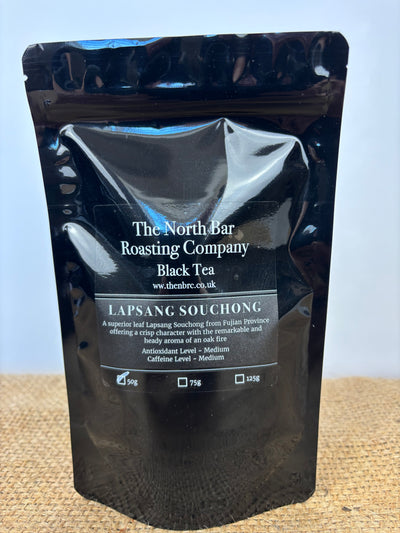 The North Bar
Roasting Company
Black Tea
www.thenbrc.co.uk
LAPSANG SOUCHONG
A superior leaf Lapsang Souchong from Fujian Province
offering a crisp character with the remarkable and
heady aroma of an oak fire
Antioxidant Level - Medium
Caffeine Level - Medium
50g 75g 125g